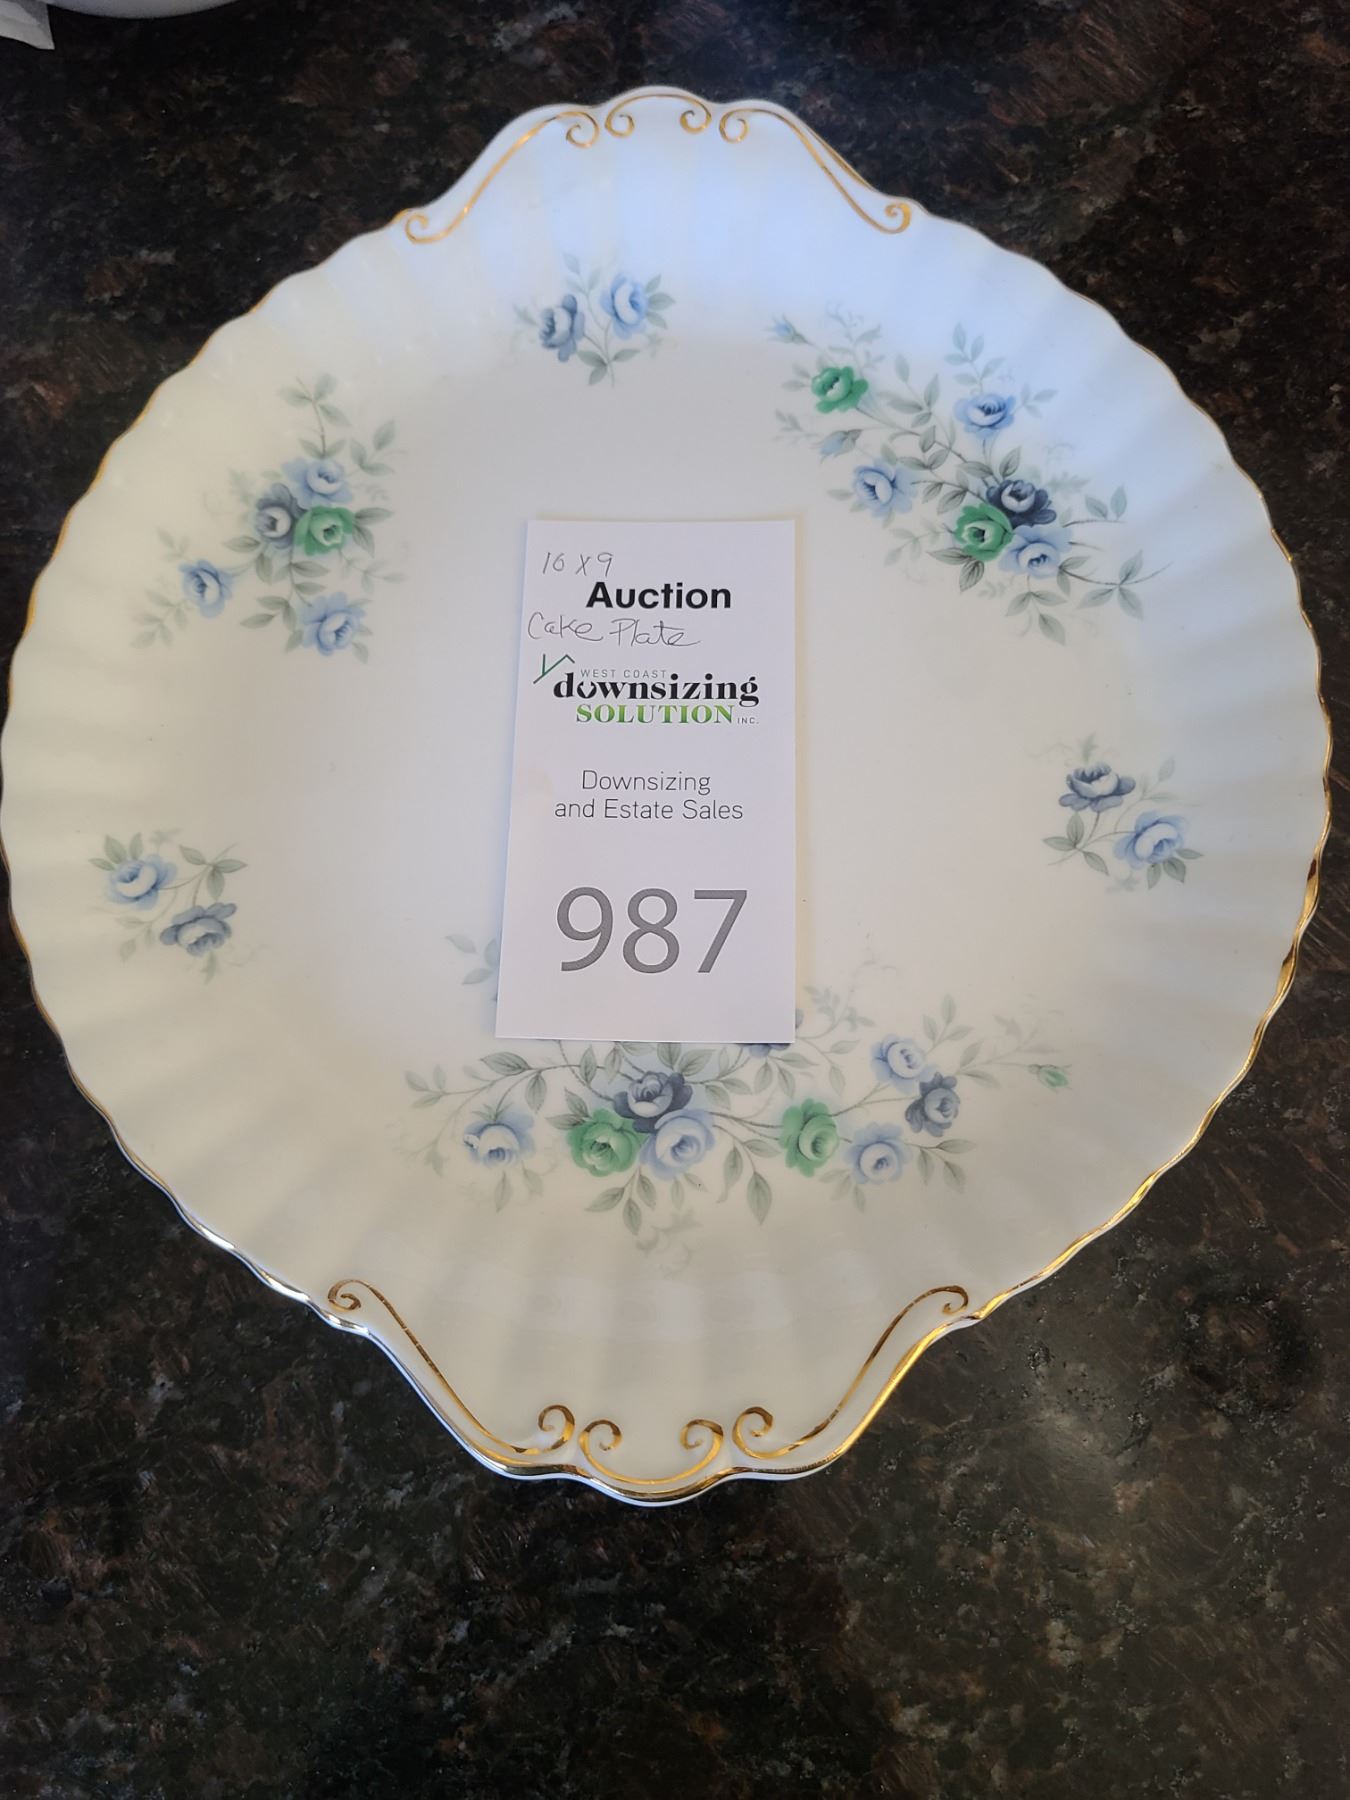 10 x 9
Auction
Cake Plate
WEST COAST
downsizing
SOLUTION INC.
Downsizing
and Estate Sales
987